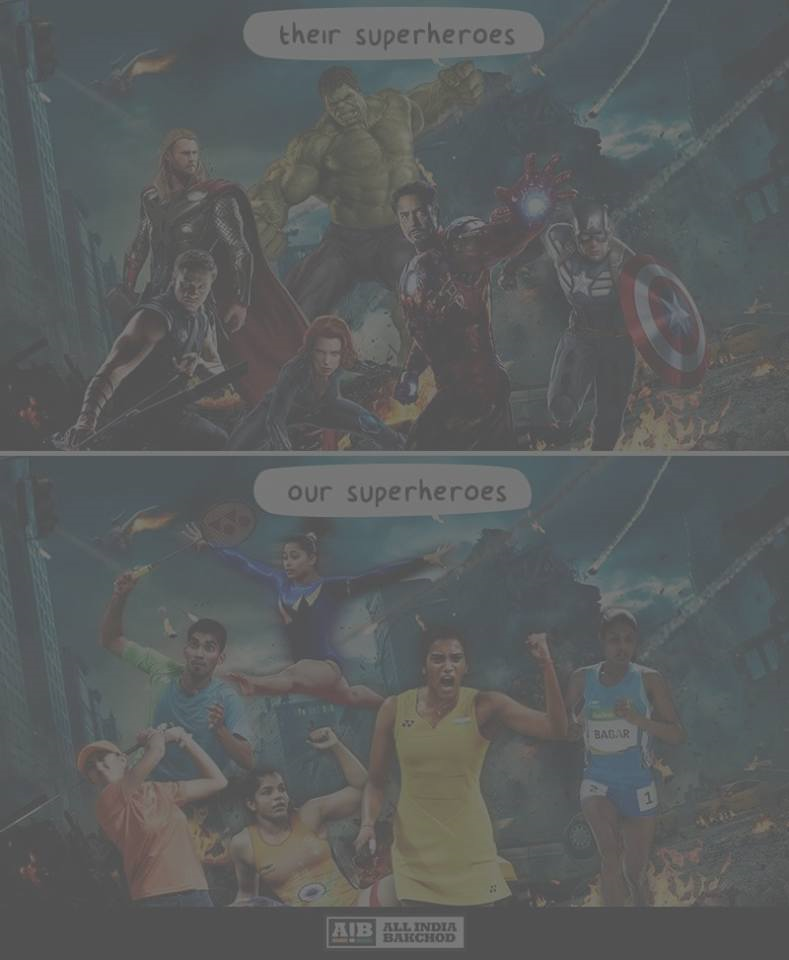 their superheroes
our superheroes
BABAR
1
AIB
ALL INDIA
BAKCHOD